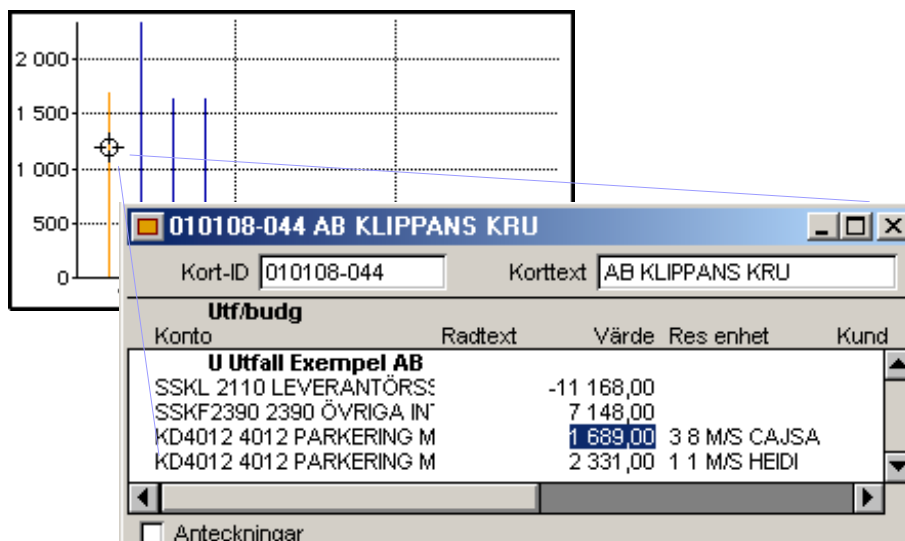 2 000
1 500
1 000
500
0
010108-044 AB KLIPPANS KRU
Kort-ID 010108-044 Korttext AB KLIPPANS KRU
Utf/budg
Konto Radtext Värde Res enhet Kund
U Utfall Exempel AB
SSKL 2110 LEVERANTÖRSS -11 168,00
SSKF2390 2390 ÖVRIGA INT 7 148,00
KD4012 4012 PARKERING M 1 689,00 3 8 M/S CAJSA
KD4012 4012 PARKERING M 2 331,00 1 1 M/S HEIDI
Anteckningar